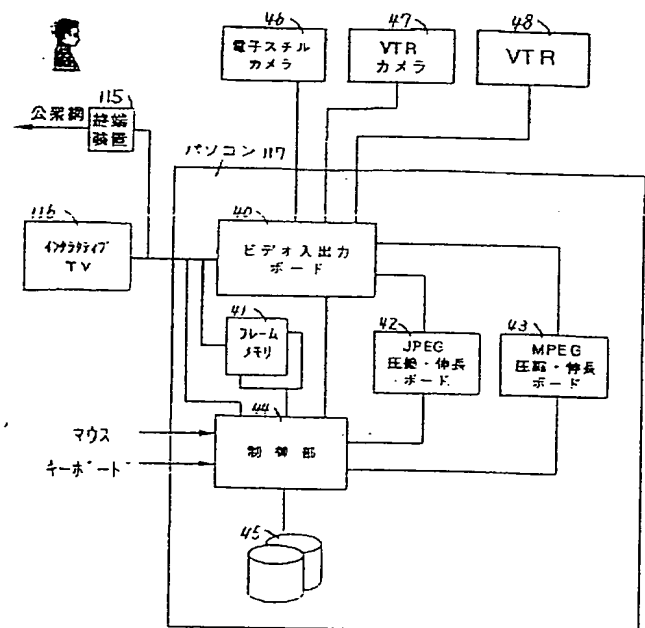 46
電子スチル
カメラ
47
VTR
カメラ
48
VTR
115
公衆網
終端
装置
パソコン 117
116
インタラクティブ
TV
40
ビデオ入出力
ボード
41
フレーム
メモリ
42
JPEG
圧縮・伸長
ボード
43
MPEG
圧縮・伸長
ボード
44
制御部
マウス
キーボード
45